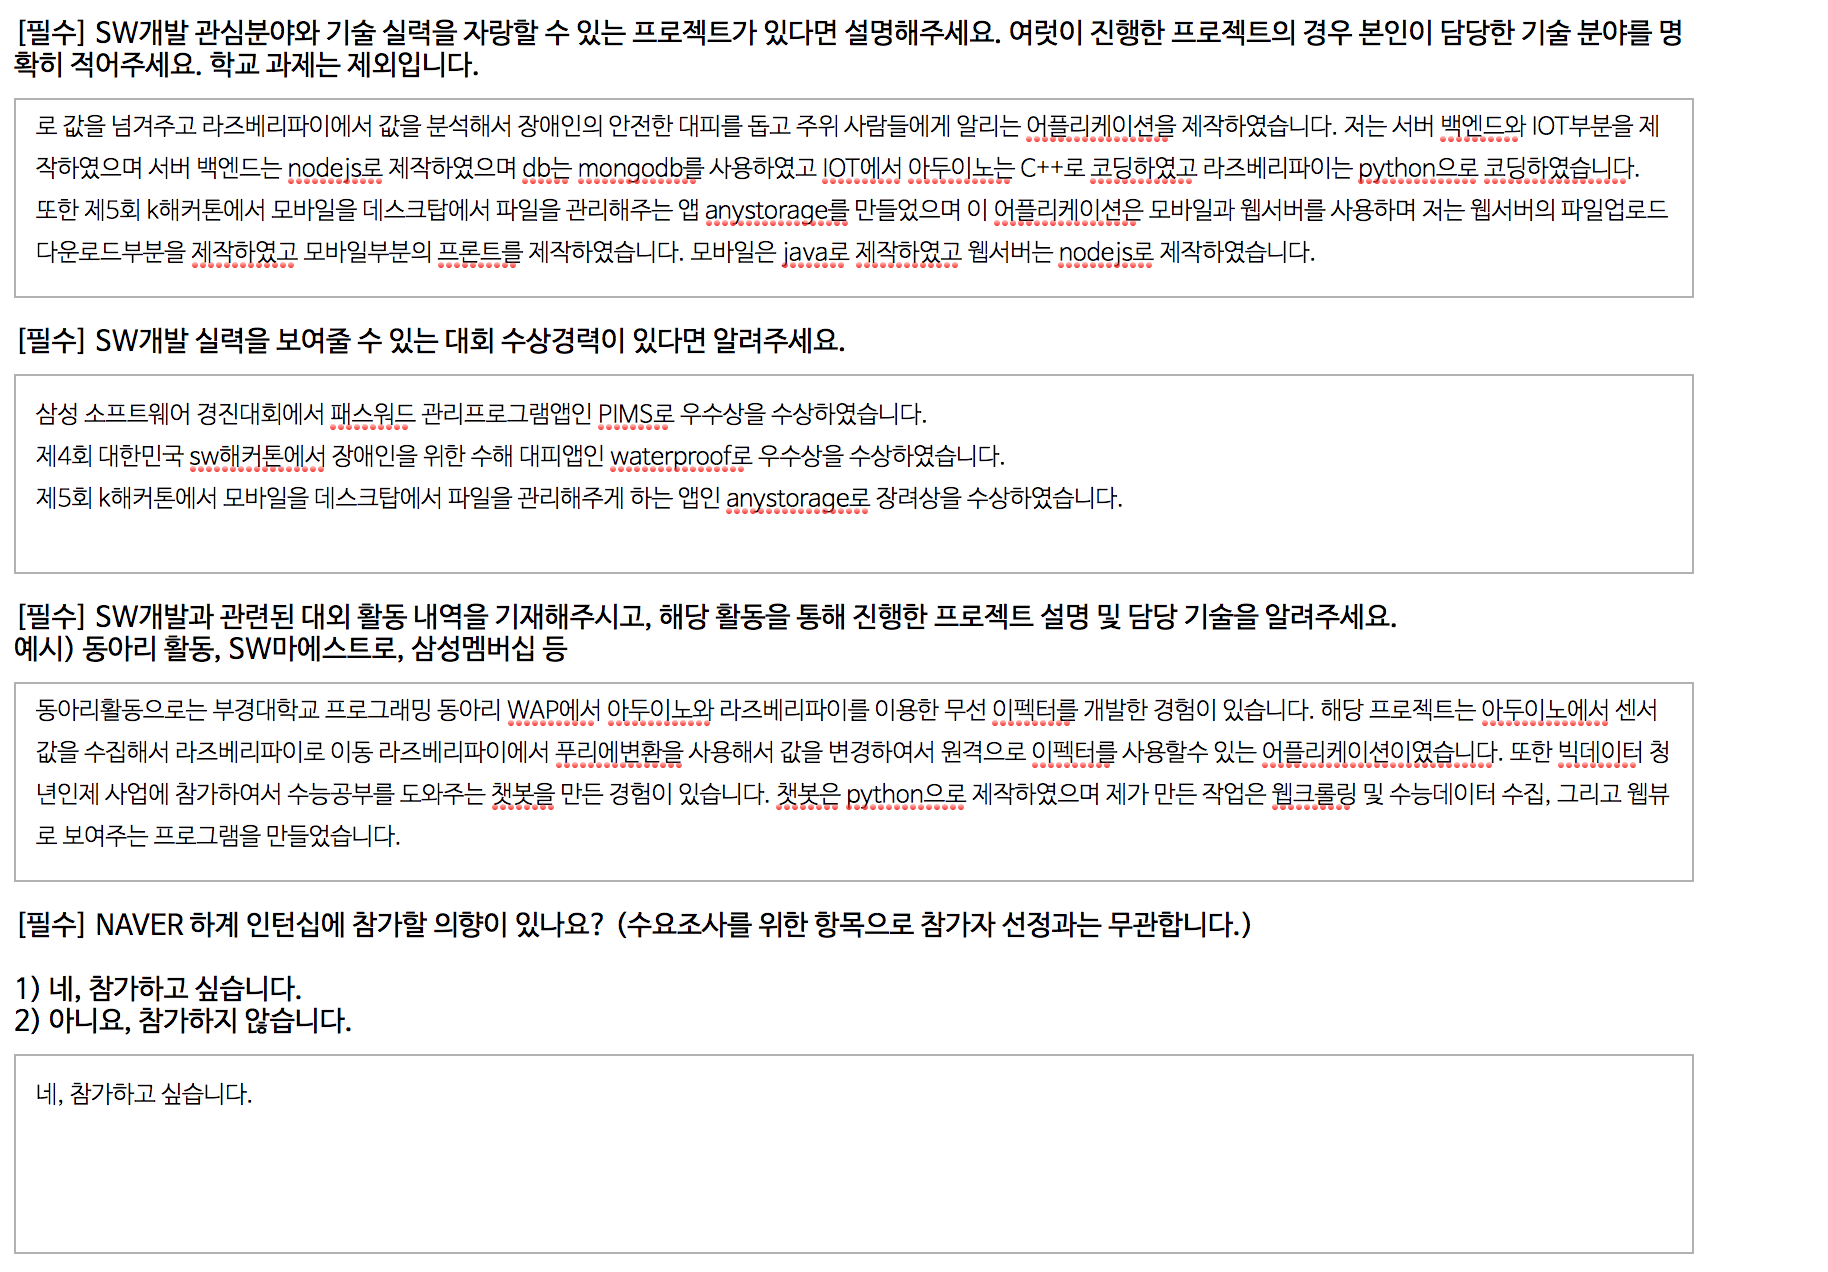 [필수] SW개발 관심분야와 기술 실력을 자랑할 수 있는 프로젝트가 있다면 설명해주세요. 여럿이 진행한 프로젝트의 경우 본인이 담당한 기술 분야를 명
확히 적어주세요. 학교 과제는 제외입니다.
로 값을 넘겨주고 라즈베리파이에서 값을 분석해서 장애인의 안전한 대피를 돕고 주위 사람들에게 알리는 어플리케이션을 제작하였습니다. 저는 서버 백엔드와 IOT부분을 제
작하였으며 서버 백엔드는 nodejs로 제작하였으며 db는 mongodb를 사용하였고 IOT에서 아두이노는 C++로 코딩하였고 라즈베리파이는 python으로 코딩하였습니다.
또한 제5회 k해커톤에서 모바일을 데스크탑에서 파일을 관리해주는 앱 anystorage를 만들었으며 이 어플리케이션은 모바일과 웹서버를 사용하며 저는 웹서버의 파일업로드
다운로드부분을 제작하였고 모바일부분의 프론트를 제작하였습니다. 모바일은 java로 제작하였고 웹서버는 nodejs로 제작하였습니다.
[필수] SW개발 실력을 보여줄 수 있는 대회 수상경력이 있다면 알려주세요.
삼성 소프트웨어 경진대회에서 패스워드 관리프로그램앱인 PIMS로 우수상을 수상하였습니다.
제4회 대한민국 sw해커톤에서 장애인을 위한 수해 대피앱인 waterproof로 우수상을 수상하였습니다.
제5회 k해커톤에서 모바일을 데스크탑에서 파일을 관리해주게 하는 앱인 anystorage로 장려상을 수상하였습니다.
[필수] SW개발과 관련된 대외 활동 내역을 기재해주시고, 해당 활동을 통해 진행한 프로젝트 설명 및 담당 기술을 알려주세요.
예시) 동아리 활동, SW마에스트로, 삼성멤버십 등
동아리활동으로는 부경대학교 프로그래밍 동아리 WAP에서 아두이노와 라즈베리파이를 이용한 무선 이펙터를 개발한 경험이 있습니다. 해당 프로젝트는 아두이노에서 센서
값을 수집해서 라즈베리파이로 이동 라즈베리파이에서 푸리에변환을 사용해서 값을 변경하여서 원격으로 이펙터를 사용할수 있는 어플리케이션이였습니다. 또한 빅데이터 청
년인제 사업에 참가하여서 수능공부를 도와주는 챗봇을 만든 경험이 있습니다. 챗봇은 python으로 제작하였으며 제가 만든 작업은 웹크롤링 및 수능데이터 수집, 그리고 웹뷰
로 보여주는 프로그램을 만들었습니다.
[필수] NAVER 하계 인턴십에 참가할 의향이 있나요? (수요조사를 위한 항목으로 참가자 선정과는 무관합니다.)
1) 네, 참가하고 싶습니다.
2) 아니요, 참가하지 않습니다.
네, 참가하고 싶습니다.